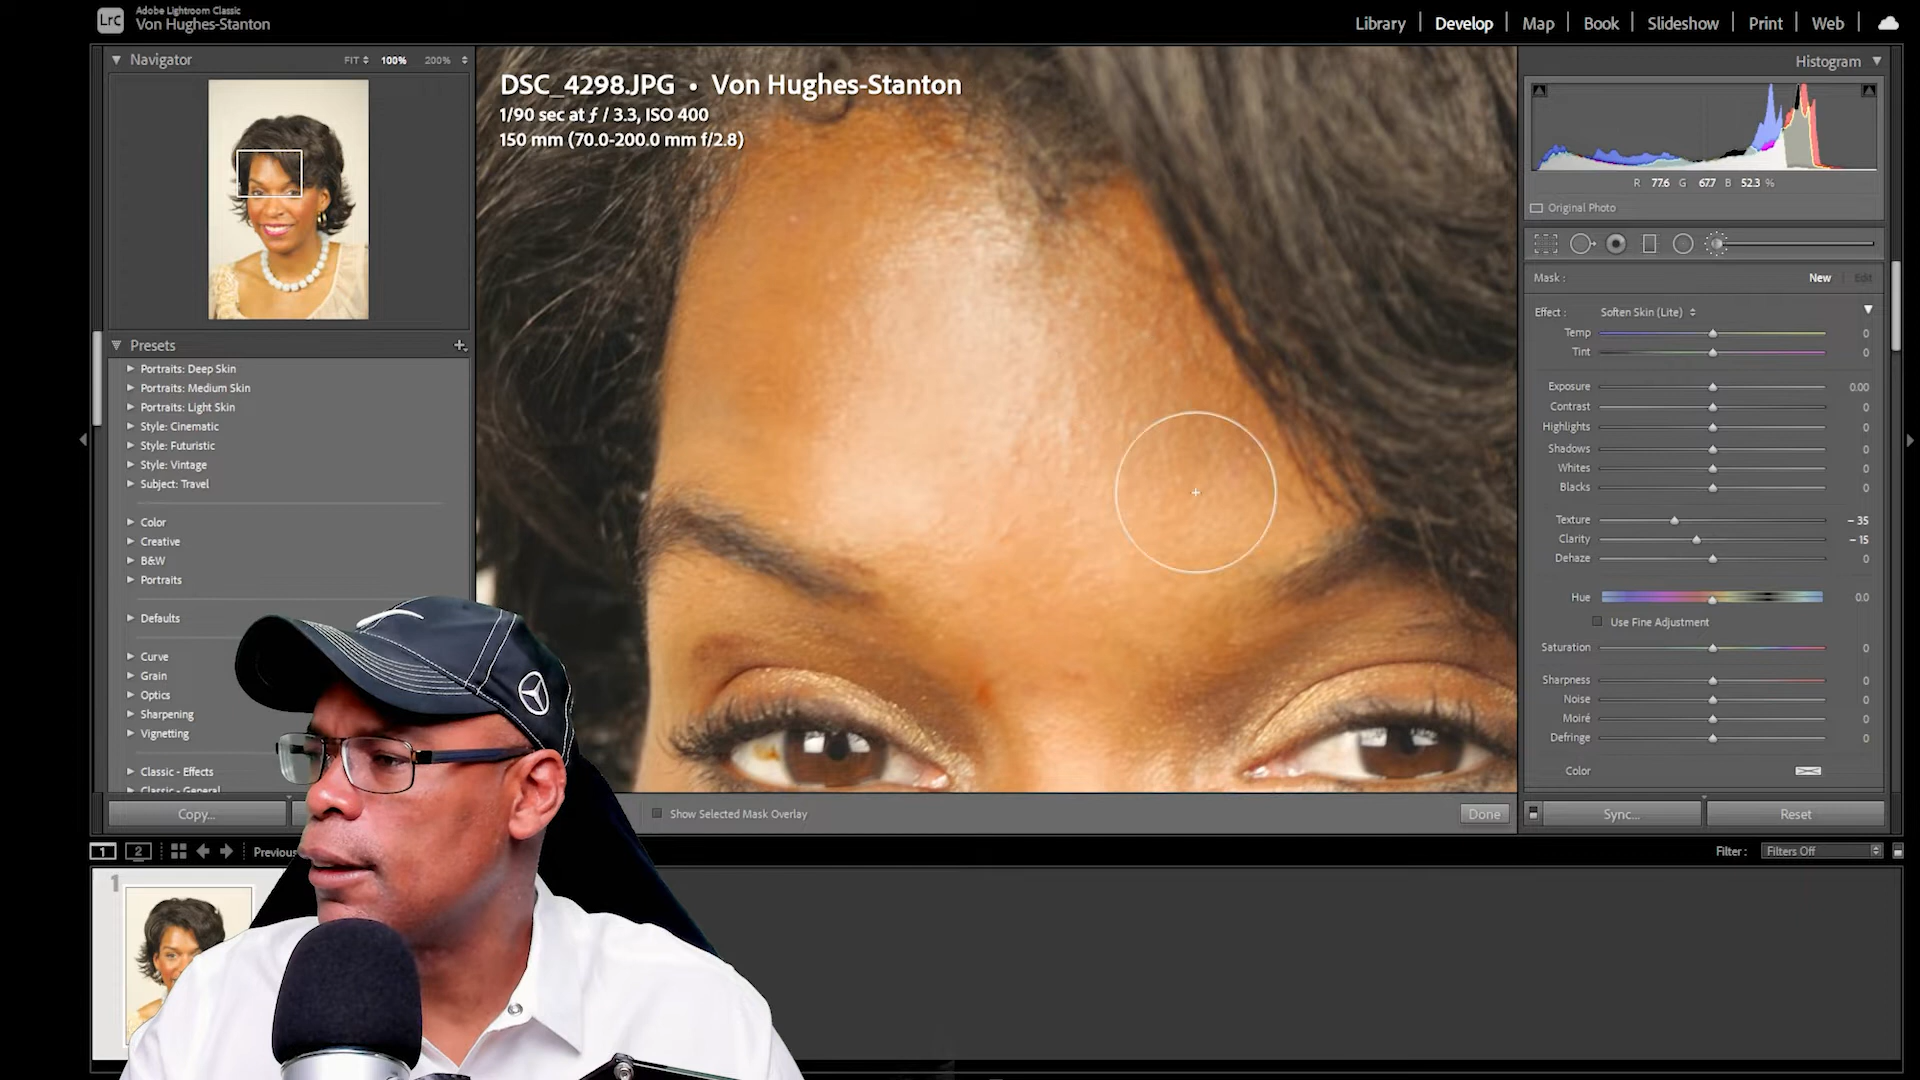 LrC
Adobe Lightroom Classic
Von Hughes-Stanton
Library | Develop | Map | Book | Slideshow | Print | Web
Navigator
FIT 100% 200%
DSC_4298.JPG • Von Hughes-Stanton
1/90 sec at ƒ / 3.3, ISO 400
150 mm (70.0-200.0 mm f/2.8)
Histogram
R 77.6 G 67.7 B 52.3 %
Original Photo
Mask : New Edit
Effect : Soften Skin (Lite)
Temp 0
Tint 0
Exposure 0.00
Contrast 0
Highlights 0
Shadows 0
Whites 0
Blacks 0
Texture – 35
Clarity – 15
Dehaze 0
Hue 0.0
Use Fine Adjustment
Saturation 0
Sharpness 0
Noise 0
Moiré 0
Defringe 0
Color
Presets
Portraits: Deep Skin
Portraits: Medium Skin
Portraits: Light Skin
Style: Cinematic
Style: Futuristic
Style: Vintage
Subject: Travel
Color
Creative
B&W
Portraits
Defaults
Curve
Grain
Optics
Sharpening
Vignetting
Classic - Effects
Classic - General
Copy...
Show Selected Mask Overlay
Done
Sync...
Reset
1 2 Previous
Filter : Filters Off
1